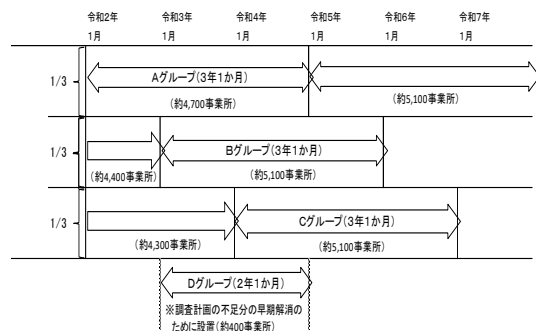 令和2年 令和3年 令和4年 令和5年 令和6年 令和7年
1月 1月 1月 1月 1月 1月
1/3
Aグループ(3年1か月)
(約4,700事業所)
(約5,100事業所)
1/3
Bグループ(3年1か月)
(約4,400事業所)
(約5,100事業所)
1/3
Cグループ(3年1か月)
(約4,300事業所)
(約5,100事業所)
Dグループ(2年1か月)
※調査計画の不足分の早期解消の
ために設置(約400事業所)